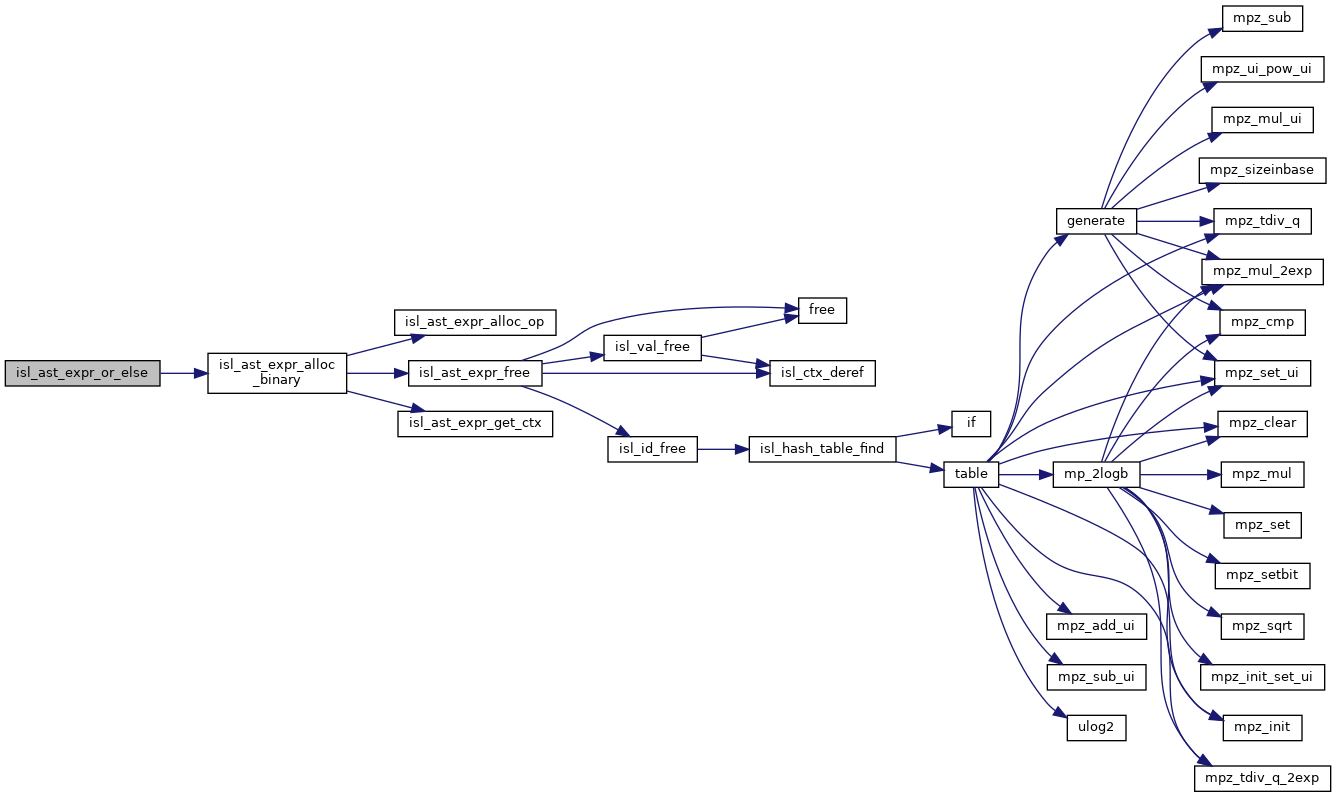 isl_ast_expr_or_else
isl_ast_expr_alloc
_binary
isl_ast_expr_alloc_op
isl_ast_expr_free
isl_ast_expr_get_ctx
isl_val_free
isl_id_free
free
isl_ctx_deref
isl_hash_table_find
if
table
generate
mp_2logb
mpz_add_ui
mpz_sub_ui
ulog2
mpz_sub
mpz_ui_pow_ui
mpz_mul_ui
mpz_sizeinbase
mpz_tdiv_q
mpz_mul_2exp
mpz_cmp
mpz_set_ui
mpz_clear
mpz_mul
mpz_set
mpz_setbit
mpz_sqrt
mpz_init_set_ui
mpz_init
mpz_tdiv_q_2exp